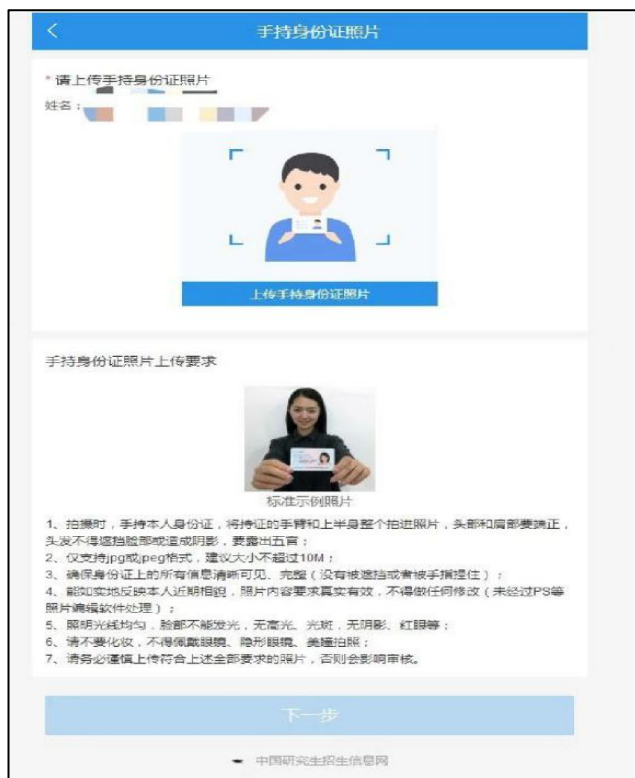 手持身份证照片
* 请上传手持身份证照片
姓名：
上传手持身份证照片
手持身份证照片上传要求
标准示例照片
1、拍摄时，手持本人身份证，将持证的手臂和上半身整个拍进照片，头部和肩部要端正，
头发不得遮挡脸部或造成阴影，要露出五官；
2、仅支持jpg或jpeg格式，建议大小不超过10M；
3、确保身份证上的所有信息清晰可见、完整（没有被遮挡或者被手指捏住）；
4、能如实地反映本人近期相貌，照片内容要求真实有效，不得做任何修改（未经过PS等
照片编辑软件处理）；
5、照明光线均匀，脸部不能发光，无高光、光斑，无阴影、红眼等；
6、请不要化妆，不得佩戴眼镜、隐形眼镜、美瞳拍照；
7、请务必谨慎上传符合上述全部要求的照片，否则会影响审核。
下一步
中国研究生招生信息网